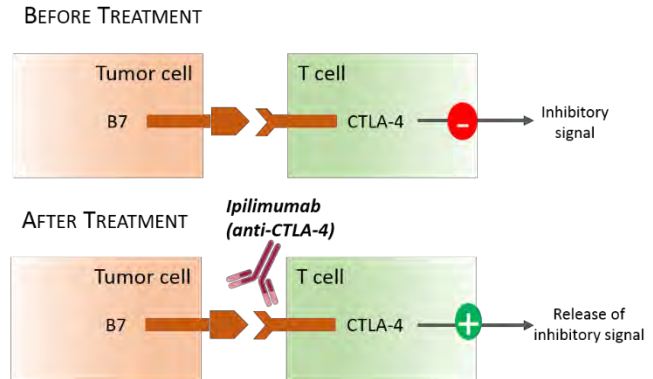 BEFORE TREATMENT
Tumor cell
T cell
B7
CTLA-4
-
Inhibitory
signal
AFTER TREATMENT
Ipilimumab
(anti-CTLA-4)
Tumor cell
T cell
B7
CTLA-4
+
Release of
inhibitory signal